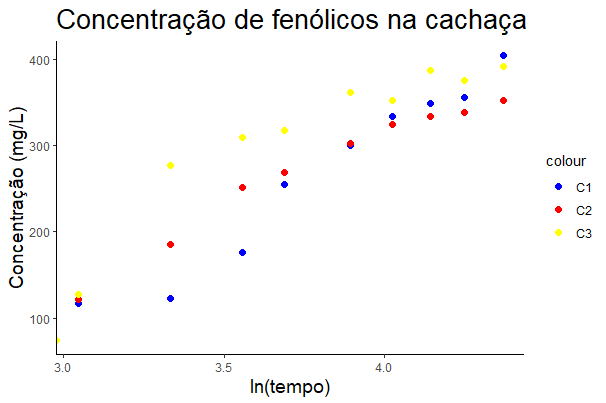 Concentração de fenólicos na cachaça
Concentração (mg/L)
400
300
200
100
3.0
3.5
4.0
ln(tempo)
colour
C1
C2
C3